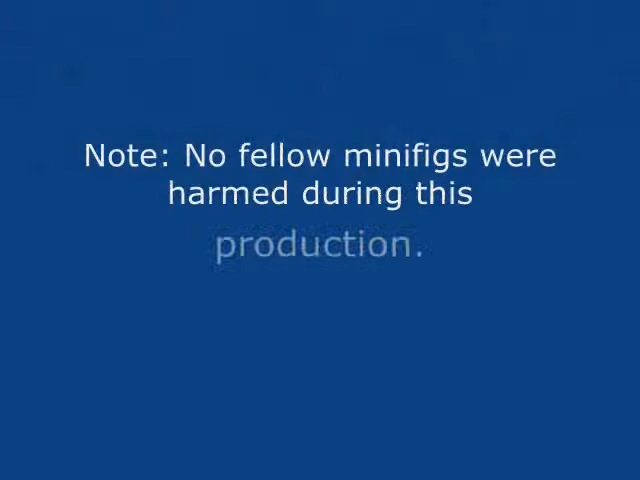 Note: No fellow minifigs were
harmed during this
production.